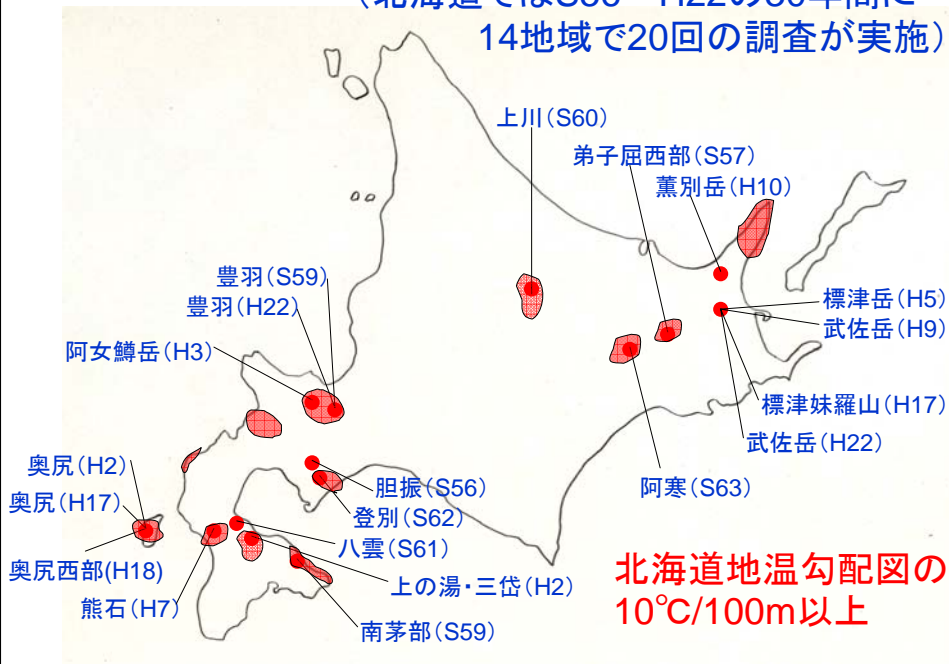 14地域で20回の調査が実施）
上川（S60）
弟子屈西部（S57）
薫別岳（H10）
豊羽（S59）
豊羽（H22）
阿女鱒岳（H3）
標津岳（H5）
武佐岳（H9）
標津妹羅山（H17）
武佐岳（H22）
奥尻（H2）
奥尻（H17）
奥尻西部(H18)
熊石（H7）
胆振（S56）
登別（S62）
八雲（S61）
上の湯・三岱（H2）
南茅部（S59）
阿寒（S63）
北海道地温勾配図の
10℃/100m以上